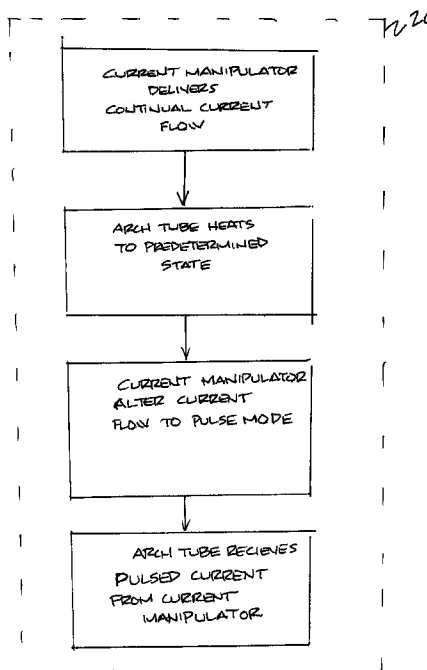 CURRENT MANIPULATOR
DELIVERS
CONTINUAL CURRENT
FLOW
ARCH TUBE HEATS
TO PREDETERMINED
STATE
CURRENT MANIPULATOR
ALTER CURRENT
FLOW TO PULSE MODE
ARCH TUBE RECIEVES
PULSED CURRENT
FROM CURRENT
MANIPULATOR